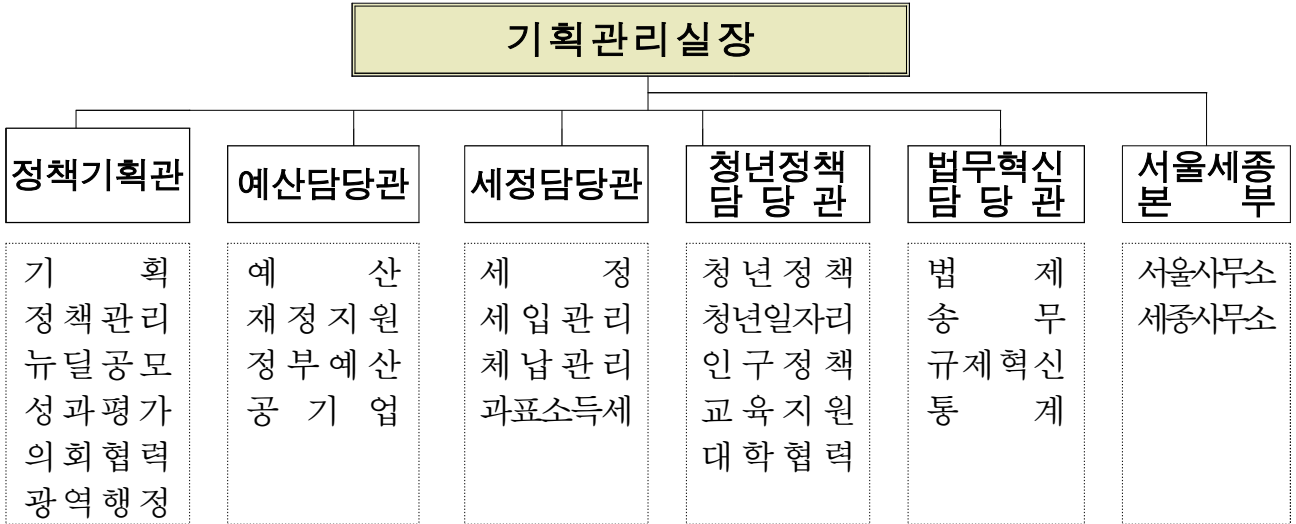 기획관리실장
정책기획관
예산담당관
세정담당관
청년정책
담당관
법무혁신
담당관
서울세종
본부
기획
정책관리
뉴딜공모
성과평가
의회협력
광역행정
예산
재정지원
정부예산
공기업
세정
세입관리
체납관리
과표소득세
청년정책
청년일자리
인구정책
교육지원
대학협력
법제
송무
규제혁신
통계
서울사무소
세종사무소